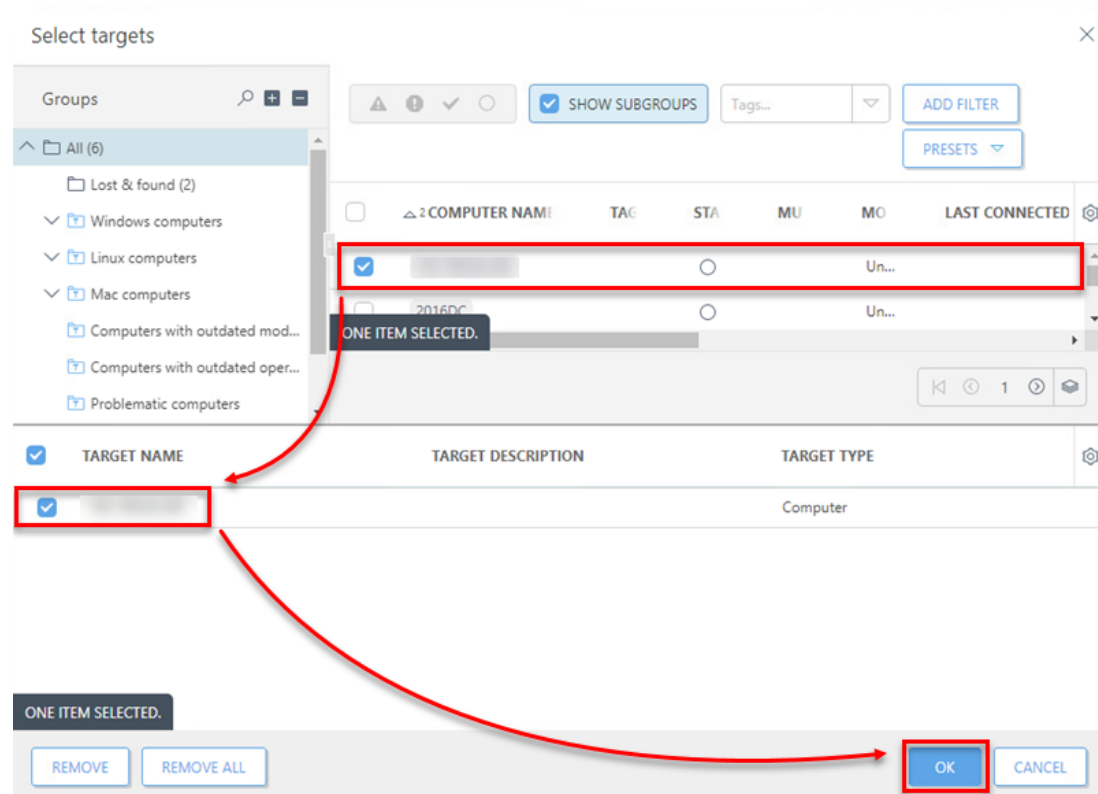 Select targets
Groups
SHOW SUBGROUPS
Tags...
ADD FILTER
PRESETS
All (6)
Lost & found (2)
Windows computers
Linux computers
Mac computers
Computers with outdated mod...
Computers with outdated oper...
Problematic computers
2 COMPUTER NAME TAG STA MU MO LAST CONNECTED
Un...
2016DC Un...
ONE ITEM SELECTED.
1
TARGET NAME TARGET DESCRIPTION TARGET TYPE
Computer
ONE ITEM SELECTED.
REMOVE REMOVE ALL OK CANCEL